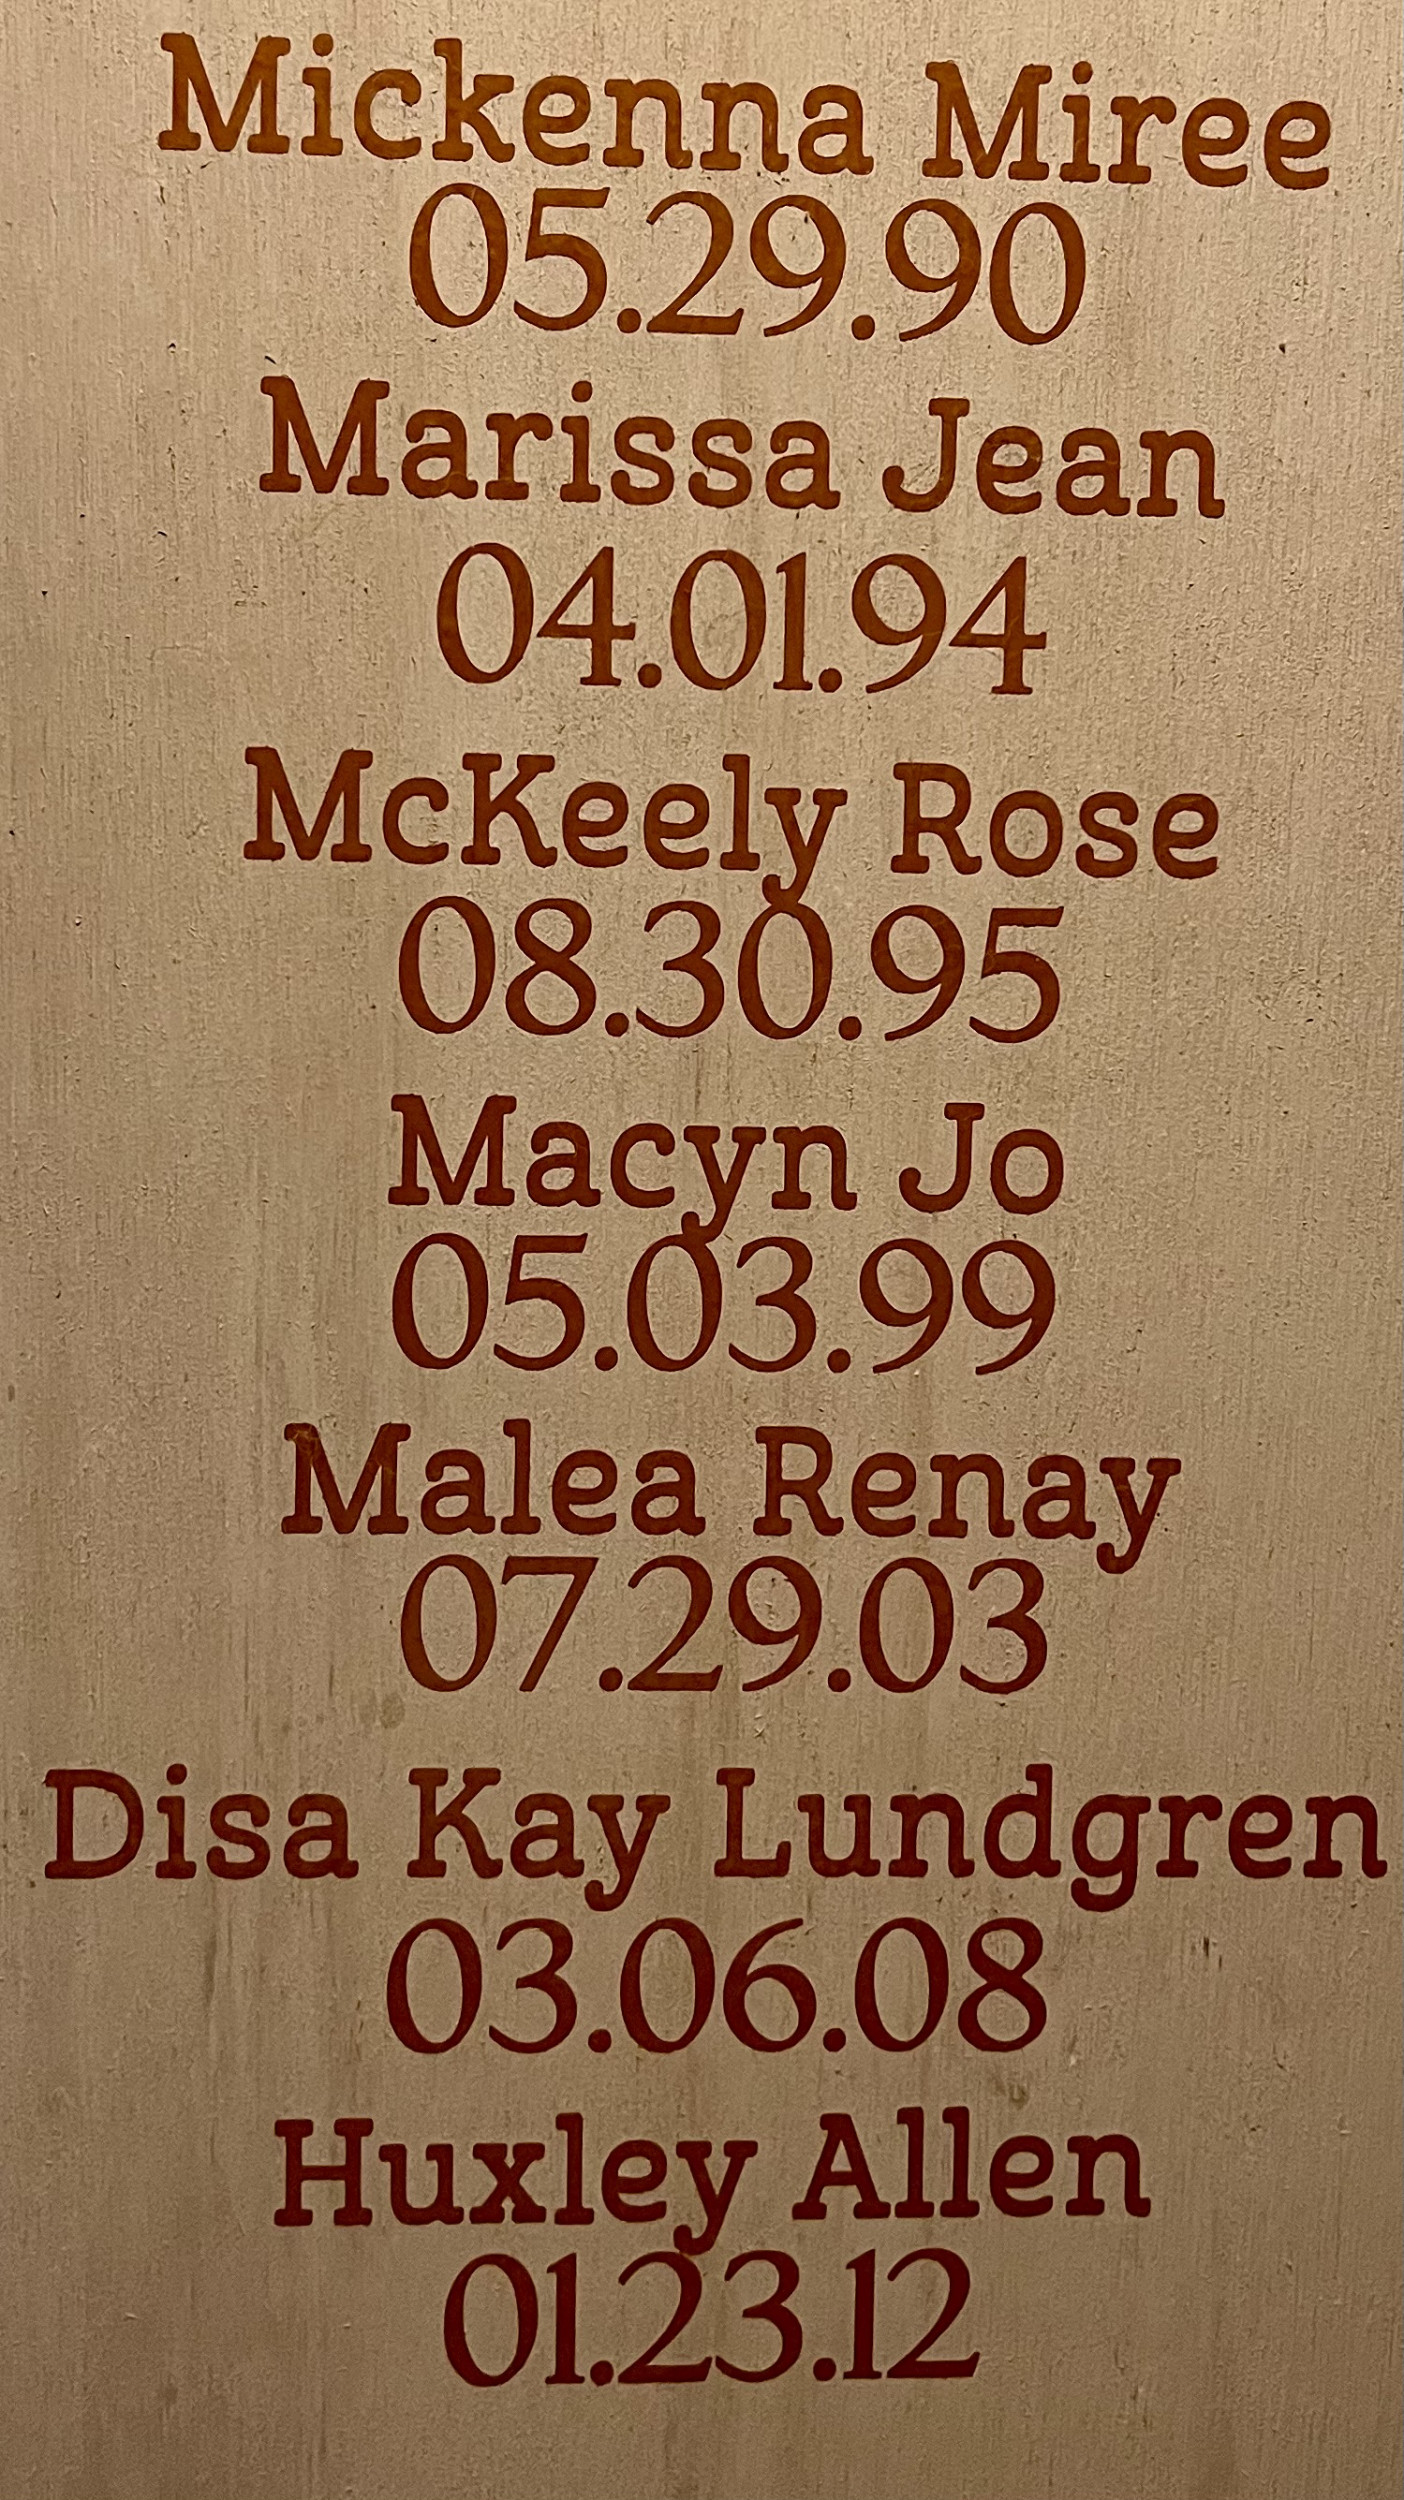 Mickenna Miree
05.29.90
Marissa Jean
04.01.94
McKeely Rose
08.30.95
Macyn Jo
05.03.99
Malea Renay
07.29.03
Disa Kay Lundgren
03.06.08
Huxley Allen
01.23.12